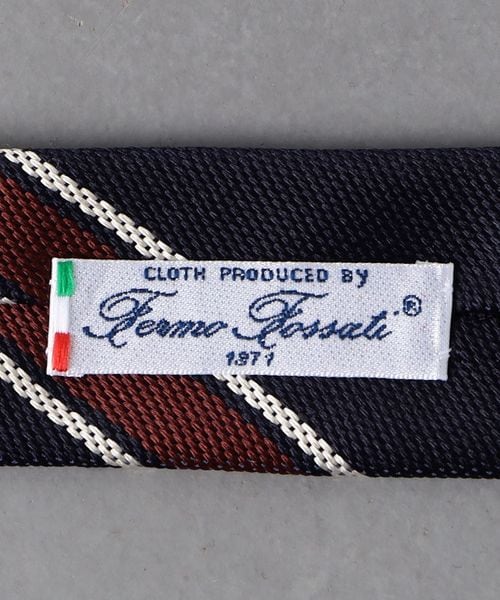 CLOTH PRODUCED BY
Fermo Fossati®
1971